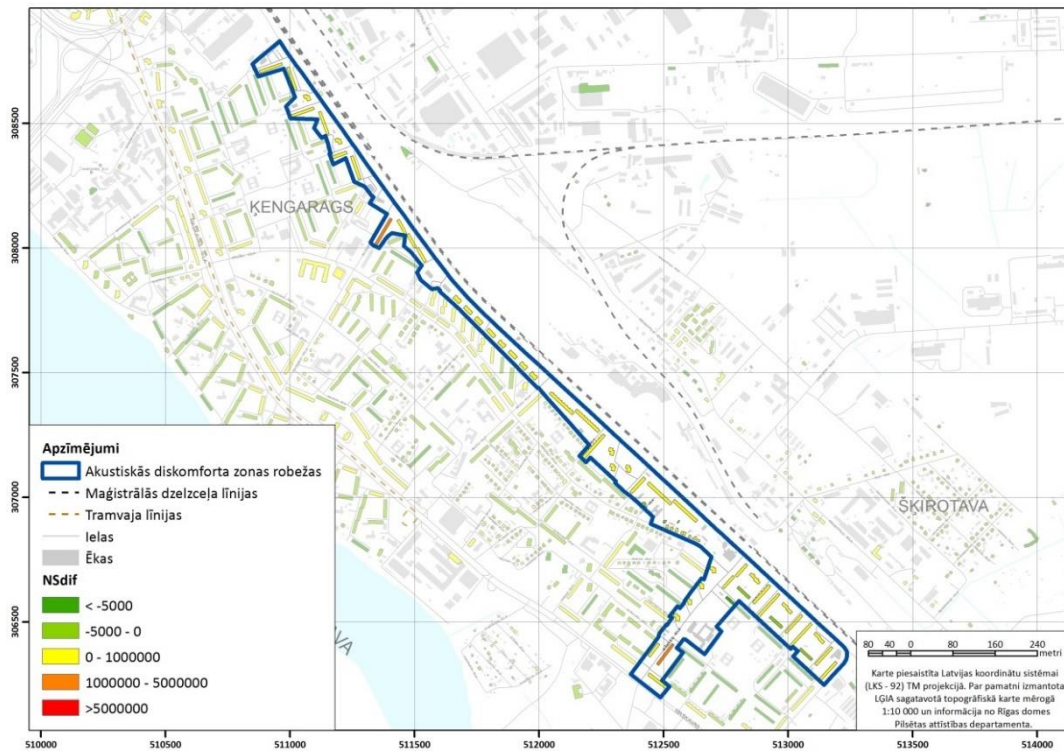 308500
308000
307500
307000
306500
ĶENGARAGS
ŠĶIROTAVA
AVA
Apzīmējumi
Akustiskās diskomforta zonas robežas
Maģistrālās dzelzceļa līnijas
Tramvaja līnijas
Ielas
Ēkas
NSdif
< -5000
-5000 - 0
0 - 1000000
1000000 - 5000000
>5000000
80 40 0 80 160 240
metri
Karte piesaistīta Latvijas koordinātu sistēmai
(LKS - 92) TM projekcijā. Par pamatni izmantota
LĢIA sagatavotā topogrāfiskā karte mērogā
1:10 000 un informācija no Rīgas domes
Pilsētas attīstības departamenta.
510000 510500 511000 511500 512000 512500 513000 513500 514000